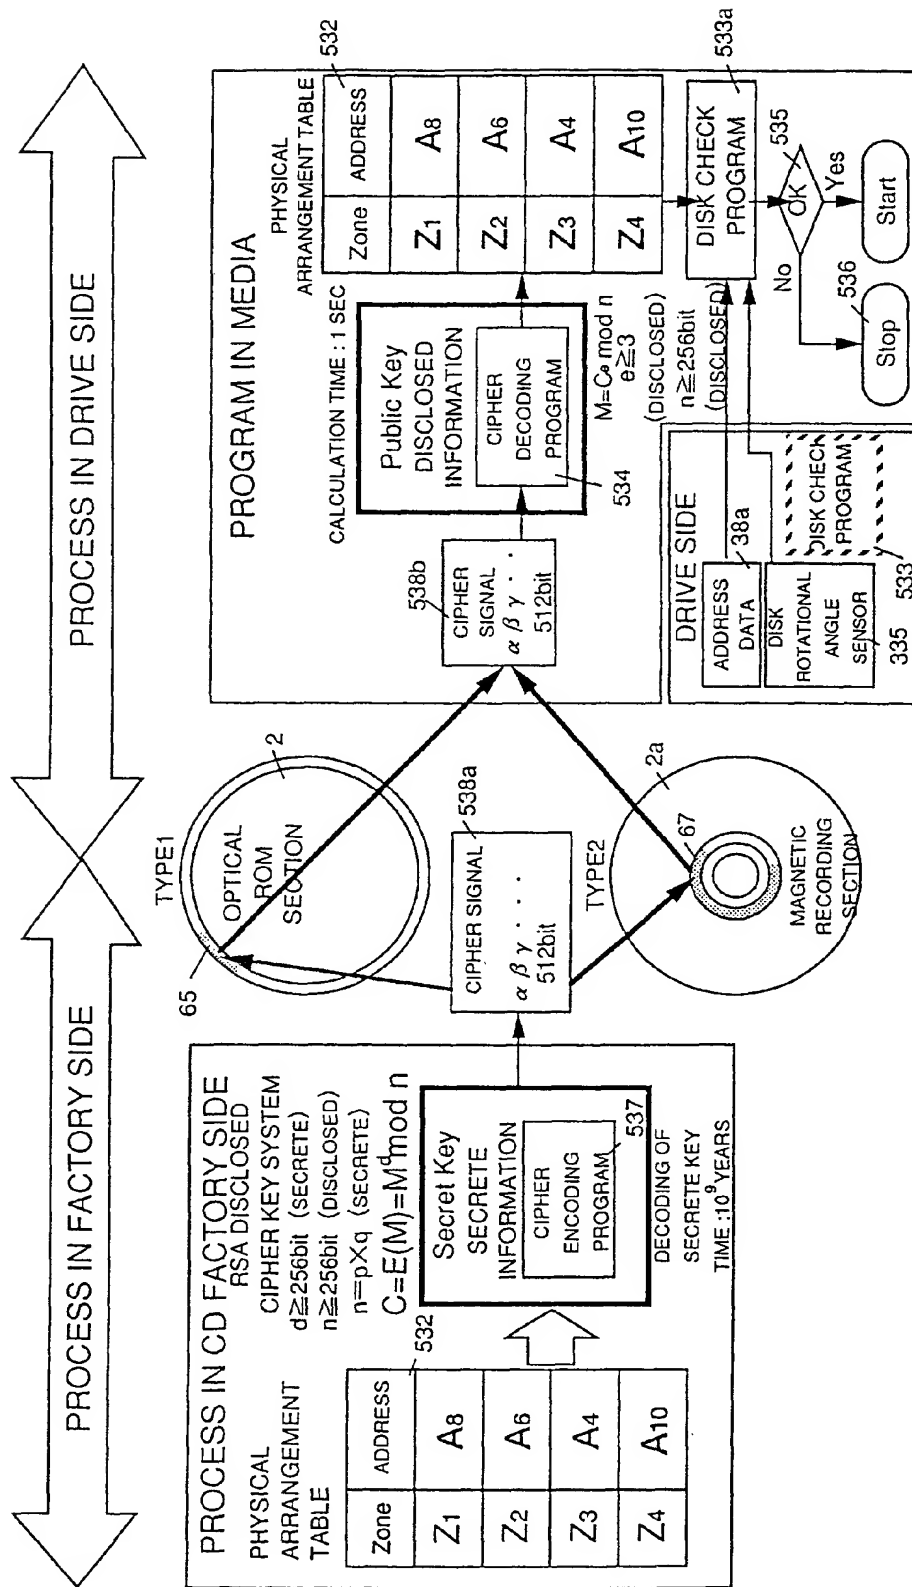 PROCESS IN FACTORY SIDE
PROCESS IN DRIVE SIDE
PROCESS IN CD FACTORY SIDE
RSA DISCLOSED
CIPHER KEY SYSTEM
d≧256bit (SECRETE)
n≧256bit (DISCLOSED)
n=p×q (SECRETE)
C=E(M)=Mᵈmod n
PHYSICAL
ARRANGEMENT
TABLE
532
Zone ADDRESS
Z1 A8
Z2 A6
Z3 A4
Z4 A10
Secret Key
SECRETE
INFORMATION
CIPHER
ENCODING
PROGRAM
537
DECODING OF
SECRETE KEY
TIME :10⁹ YEARS
TYPE1
65
2
OPTICAL
ROM
SECTION
538a
CIPHER SIGNAL
α β γ · · · ·
512bit
TYPE2
67
2a
MAGNETIC
RECORDING
SECTION
PROGRAM IN MEDIA
538b
CIPHER
SIGNAL
α β γ · ·
512bit
CALCULATION TIME : 1 SEC
Public Key
DISCLOSED
INFORMATION
CIPHER
DECODING
PROGRAM
534
M=Cᵉ mod n
e≧3
(DISCLOSED)
n≧256bit
(DISCLOSED)
PHYSICAL
ARRANGEMENT TABLE
532
Zone ADDRESS
Z1 A8
Z2 A6
Z3 A4
Z4 A10
DISK CHECK
PROGRAM
533a
OK
535
No
Yes
536
Stop
Start
DRIVE SIDE
ADDRESS
DATA
38a
DISK
ROTATIONAL
ANGLE
SENSOR
335
DISK CHECK
PROGRAM
533